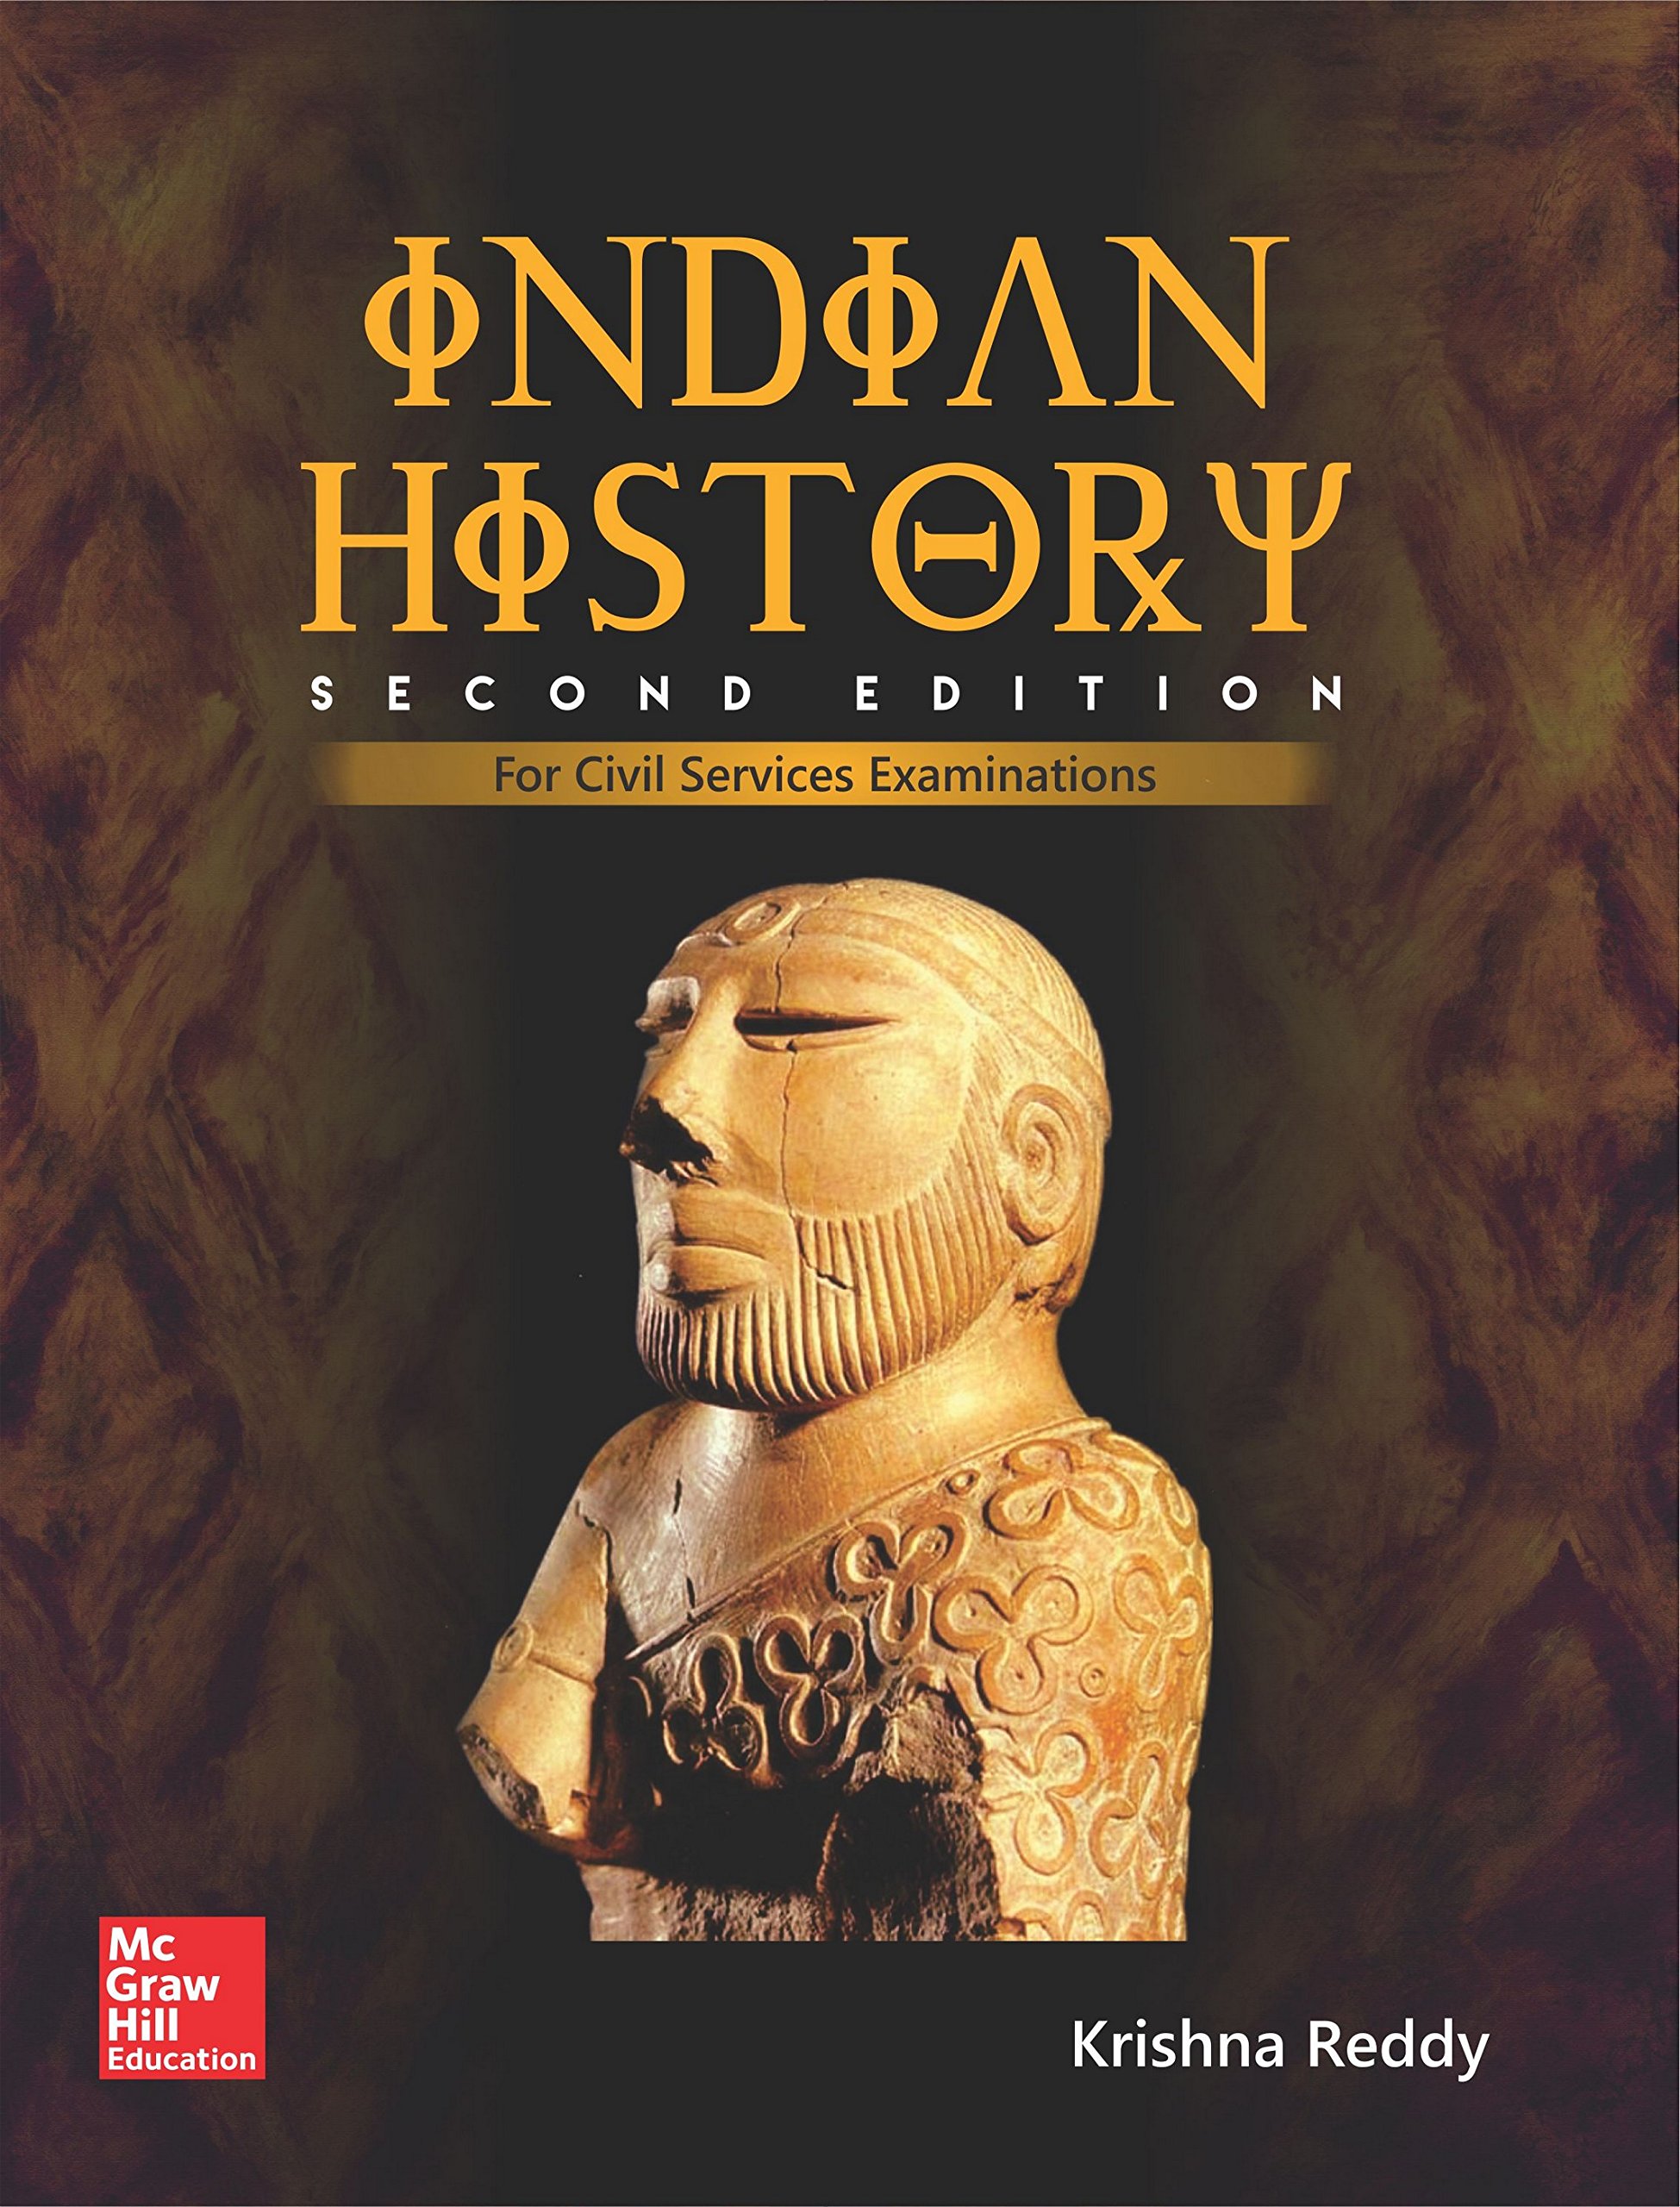 INDIAN
HISTORY
SECOND EDITION
For Civil Services Examinations
Mc
Graw
Hill
Education
Krishna Reddy